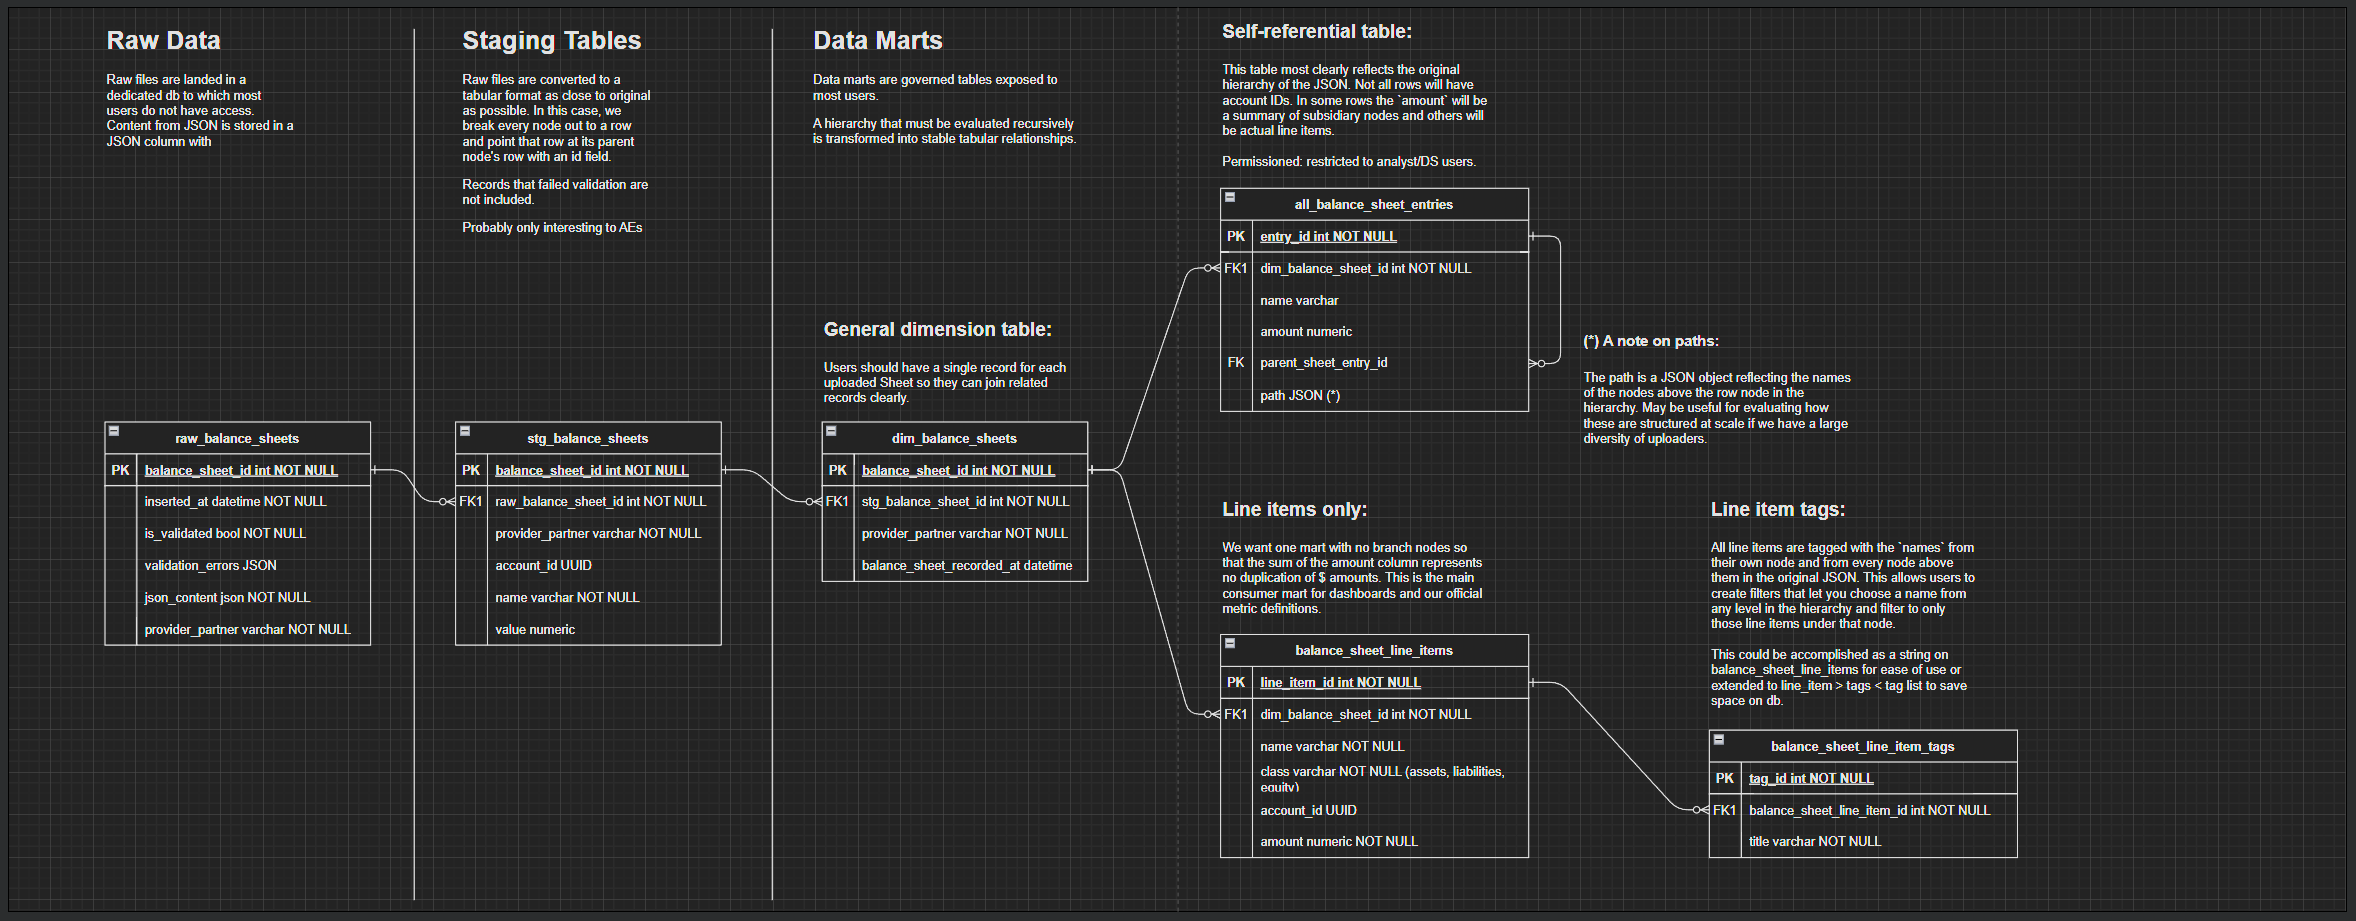 Raw Data
Raw files are landed in a
dedicated db to which most
users do not have access.
Content from JSON is stored in a
JSON column with
Staging Tables
Raw files are converted to a
tabular format as close to original
as possible. In this case, we
break every node out to a row
and point that row at its parent
node's row with an id field.
Records that failed validation are
not included.
Probably only interesting to AEs
Data Marts
Data marts are governed tables exposed to
most users.
A hierarchy that must be evaluated recursively
is transformed into stable tabular relationships.
Self-referential table:
This table most clearly reflects the original
hierarchy of the JSON. Not all rows will have
account IDs. In some rows the `amount` will be
a summary of subsidiary nodes and others will
be actual line items.
Permissioned: restricted to analyst/DS users.
all_balance_sheet_entries
PK entry_id int NOT NULL
FK1 dim_balance_sheet_id int NOT NULL
name varchar
amount numeric
FK parent_sheet_entry_id
path JSON (*)
(*) A note on paths:
The path is a JSON object reflecting the names
of the nodes above the row node in the
hierarchy. May be useful for evaluating how
these are structured at scale if we have a large
diversity of uploaders.
General dimension table:
Users should have a single record for each
uploaded Sheet so they can join related
records clearly.
raw_balance_sheets
PK balance_sheet_id int NOT NULL
inserted_at datetime NOT NULL
is_validated bool NOT NULL
validation_errors JSON
json_content json NOT NULL
provider_partner varchar NOT NULL
stg_balance_sheets
PK balance_sheet_id int NOT NULL
FK1 raw_balance_sheet_id int NOT NULL
provider_partner varchar NOT NULL
account_id UUID
name varchar NOT NULL
value numeric
dim_balance_sheets
PK balance_sheet_id int NOT NULL
FK1 stg_balance_sheet_id int NOT NULL
provider_partner varchar NOT NULL
balance_sheet_recorded_at datetime
Line items only:
We want one mart with no branch nodes so
that the sum of the amount column represents
no duplication of $ amounts. This is the main
consumer mart for dashboards and our official
metric definitions.
balance_sheet_line_items
PK line_item_id int NOT NULL
FK1 dim_balance_sheet_id int NOT NULL
name varchar NOT NULL
class varchar NOT NULL (assets, liabilities,
equity)
account_id UUID
amount numeric NOT NULL
Line item tags:
All line items are tagged with the `names` from
their own node and from every node above
them in the original JSON. This allows users to
create filters that let you choose a name from
any level in the hierarchy and filter to only
those line items under that node.
This could be accomplished as a string on
balance_sheet_line_items for ease of use or
extended to line_item > tags < tag list to save
space on db.
balance_sheet_line_item_tags
PK tag_id int NOT NULL
FK1 balance_sheet_line_item_id int NOT NULL
title varchar NOT NULL